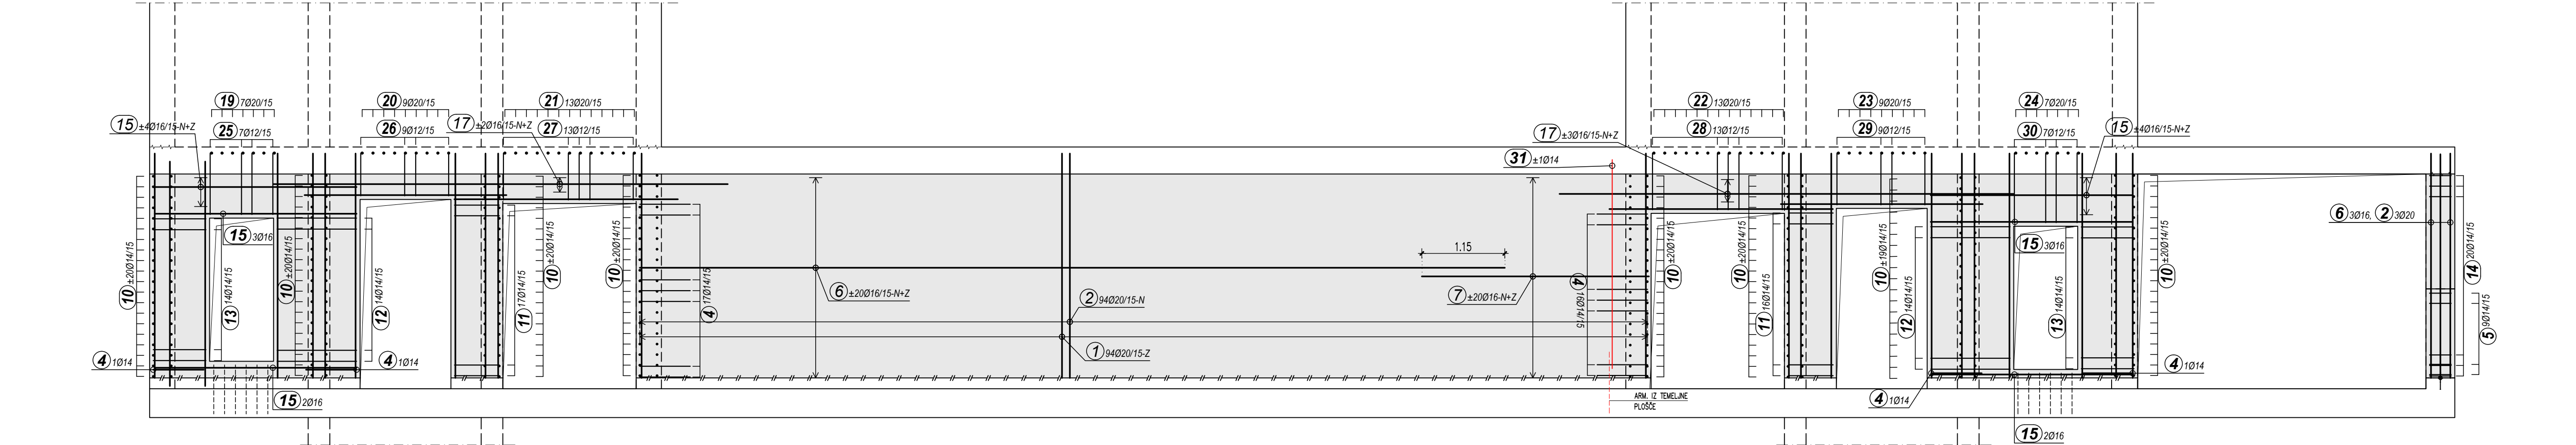 19 7Ø20/15
20 9Ø20/15
21 13Ø20/15
22 13Ø20/15
23 9Ø20/15
24 7Ø20/15
15 ±4Ø16/15-N+Z
25 7Ø12/15
26 9Ø12/15
17 ±2Ø16/15-N+Z
27 13Ø12/15
17 ±3Ø16/15-N+Z
28 13Ø12/15
29 9Ø12/15
30 7Ø12/15
15 ±4Ø16/15-N+Z
31 ±1Ø14
10 ±20Ø14/15
13 14Ø14/15
15 3Ø16
10 ±20Ø14/15
12 14Ø14/15
11 17Ø14/15
10 ±20Ø14/15
10 ±20Ø14/15
4 17Ø14/15
6 ±20Ø16/15-N+Z
2 94Ø20/15-N
1 94Ø20/15-Z
1.15
7 ±20Ø16-N+Z
4 16Ø14/15
10 ±20Ø14/15
10 ±20Ø14/15
11 16Ø14/15
10 ±19Ø14/15
12 14Ø14/15
15 3Ø16
13 14Ø14/15
10 ±20Ø14/15
6 3Ø16, 2 3Ø20
14 20Ø14/15
5 9Ø14/15
4 1Ø14
4 1Ø14
4 1Ø14
4 1Ø14
15 2Ø16
ARM. IZ TEMELJNE
PLOŠČE
15 2Ø16